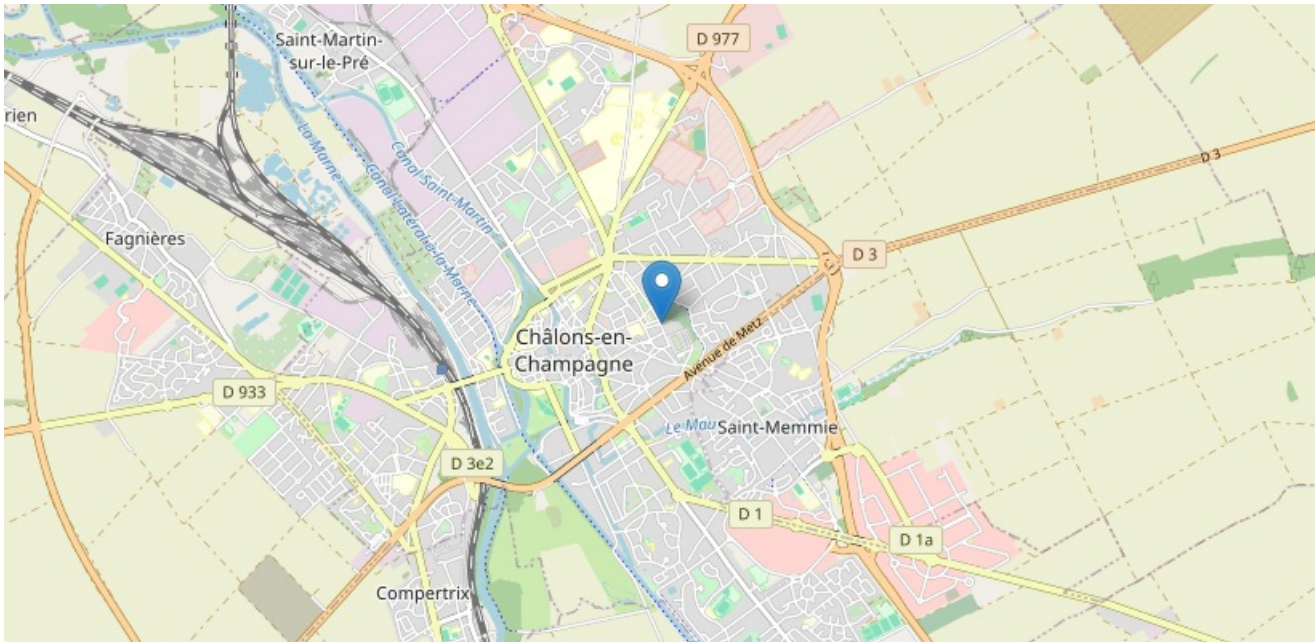 D 977
Saint-Martin-
sur-le-Pré
rien
La Marne
Canal Saint-Martin
Canal Latéral à la Marne
D 3
Fagnières
D 3
Châlons-en-
Champagne
Avenue de Metz
D 933
Le Mau
Saint-Memmie
D 3e2
D 1
D 1a
Compertrix